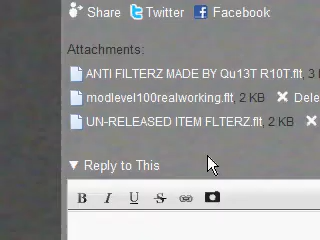 Share Twitter Facebook
Attachments:
ANTI FILTERZ MADE BY Qu13T R10T.flt, 3
modlevel100realworking.flt, 2 KB Dele
UN-RELEASED ITEM FLTERZ.flt, 2 KB
▼ Reply to This
B I U S